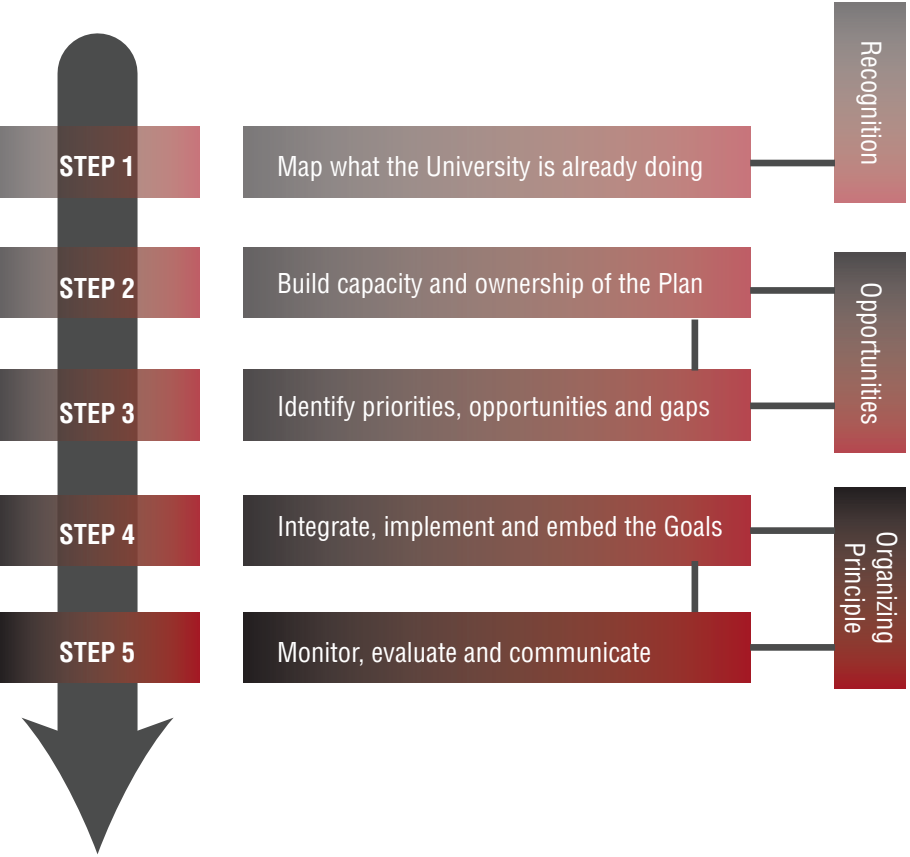 Recognition
STEP 1
Map what the University is already doing
STEP 2
Build capacity and ownership of the Plan
Opportunities
STEP 3
Identify priorities, opportunities and gaps
STEP 4
Integrate, implement and embed the Goals
Organizing
Principle
STEP 5
Monitor, evaluate and communicate